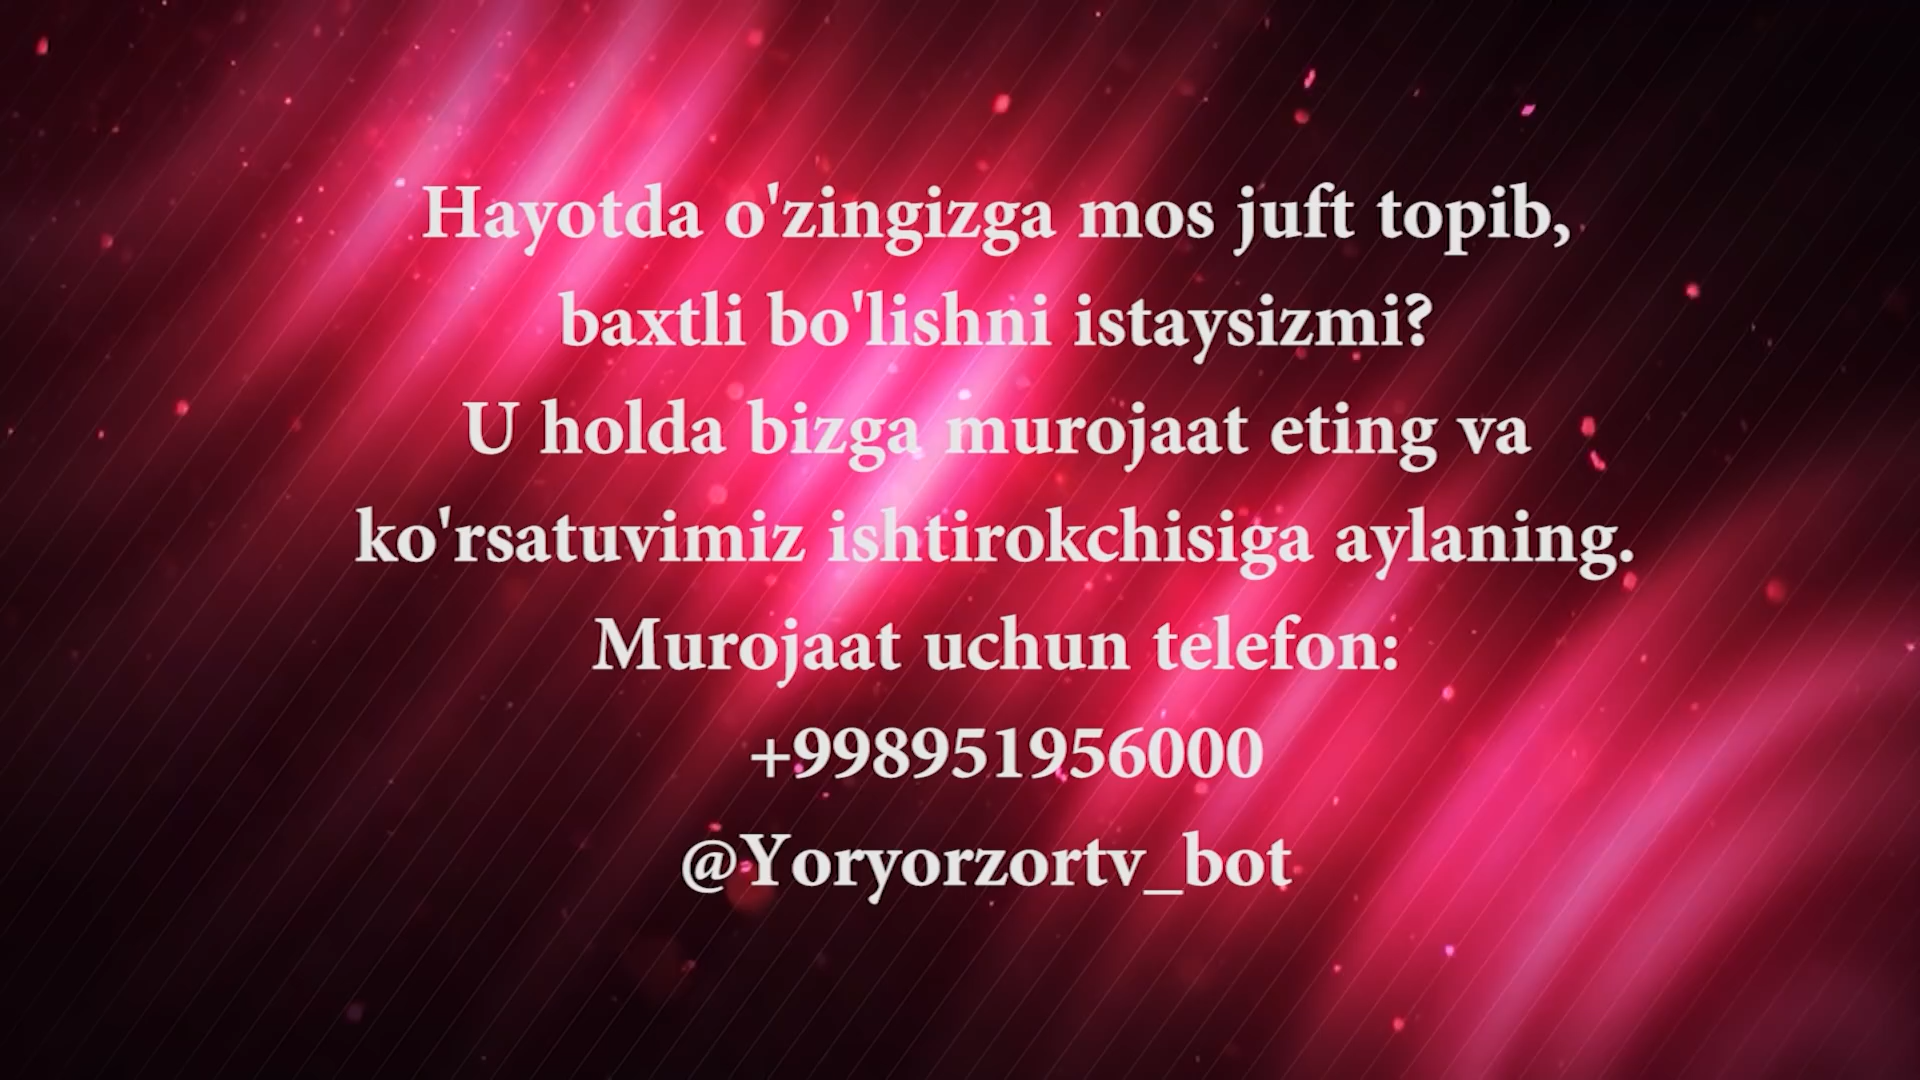 Hayotda o'zingizga mos juft topib,
baxtli bo'lishni istaysizmi?
U holda bizga murojaat eting va
ko'rsatuvimiz ishtirokchisiga aylaning.
Murojaat uchun telefon:
+998951956000
@Yoryorzortv_bot